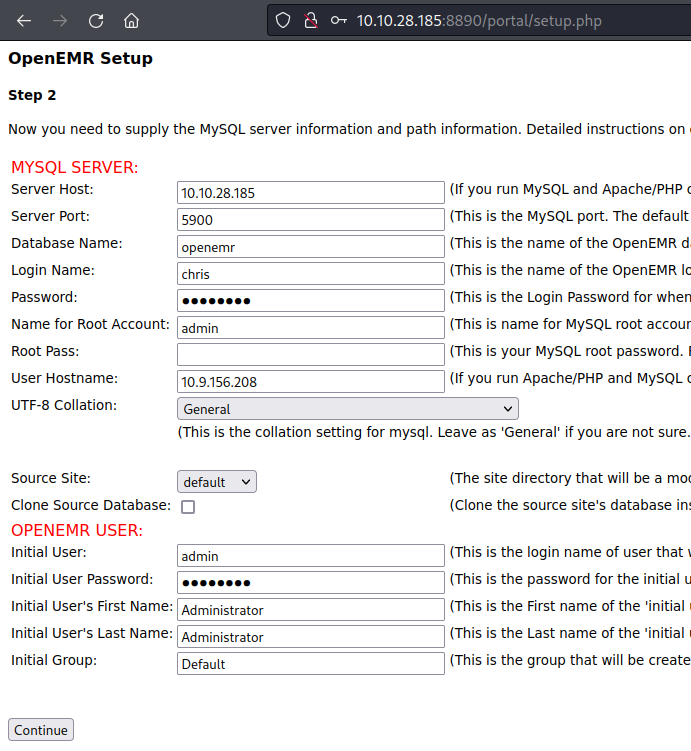 10.10.28.185:8890/portal/setup.php
OpenEMR Setup
Step 2
Now you need to supply the MySQL server information and path information. Detailed instructions on
MYSQL SERVER:
Server Host: 10.10.28.185 (If you run MySQL and Apache/PHP
Server Port: 5900 (This is the MySQL port. The default
Database Name: openemr (This is the name of the OpenEMR
Login Name: chris (This is the name of the OpenEMR
Password: ●●●●●●●● (This is the Login Password for when
Name for Root Account: admin (This is name for MySQL root
Root Pass: (This is your MySQL root password.
User Hostname: 10.9.156.208 (If you run Apache/PHP and MySQL
UTF-8 Collation: General
(This is the collation setting for mysql. Leave as 'General' if you are not sure.
Source Site: default (The site directory that will be a
Clone Source Database: (Clone the source site's database
OPENEMR USER:
Initial User: admin (This is the login name of user that
Initial User Password: ●●●●●●●● (This is the password for the initial
Initial User's First Name: Administrator (This is the First name of the 'initial
Initial User's Last Name: Administrator (This is the Last name of the 'initial
Initial Group: Default (This is the group that will be
Continue